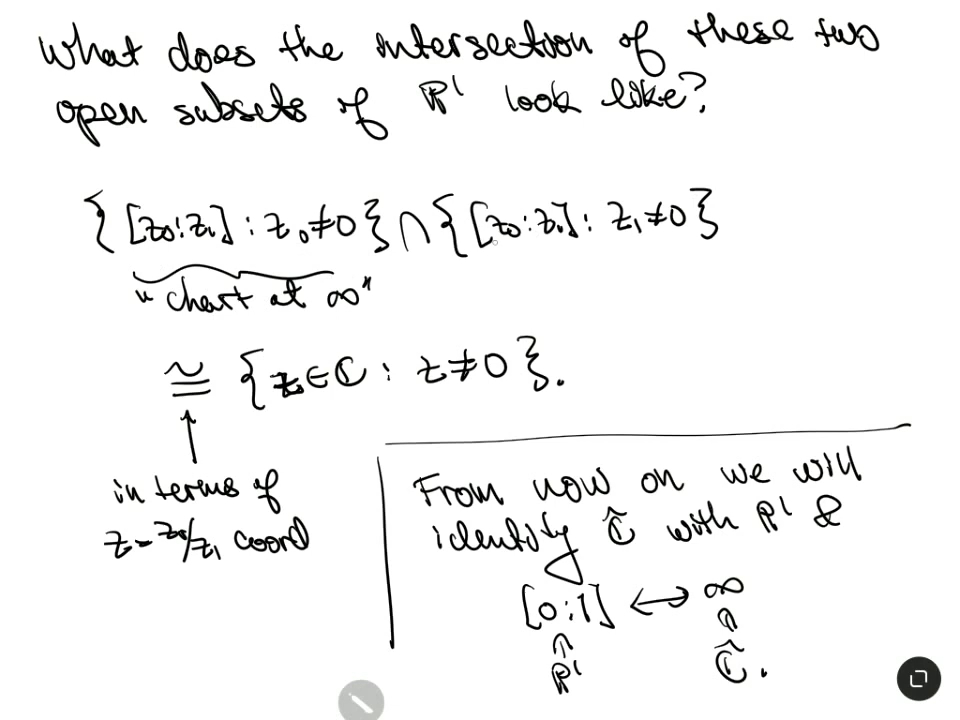 What does the intersection of these two
open subsets of ℙ¹ look like?
{[z₀:z₁] : z₀≠0} ∩ {[z₀:z₁] : z₁≠0}
"chart at ∞"
≅ {z∈ℂ : z≠0}.
↑
in terms of
z=z₀/z₁ coord
From now on we will
identify Ĉ with ℙ¹ &
[0:1] ↔ ∞
∩ ∩
ℙ¹ Ĉ.